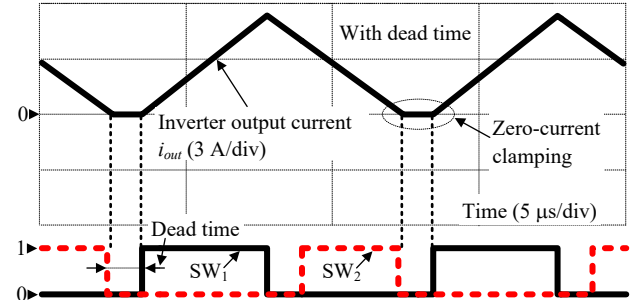 With dead time
0
Inverter output current
i_out (3 A/div)
Zero-current
clamping
Time (5 μs/div)
Dead time
1
SW1
SW2
0